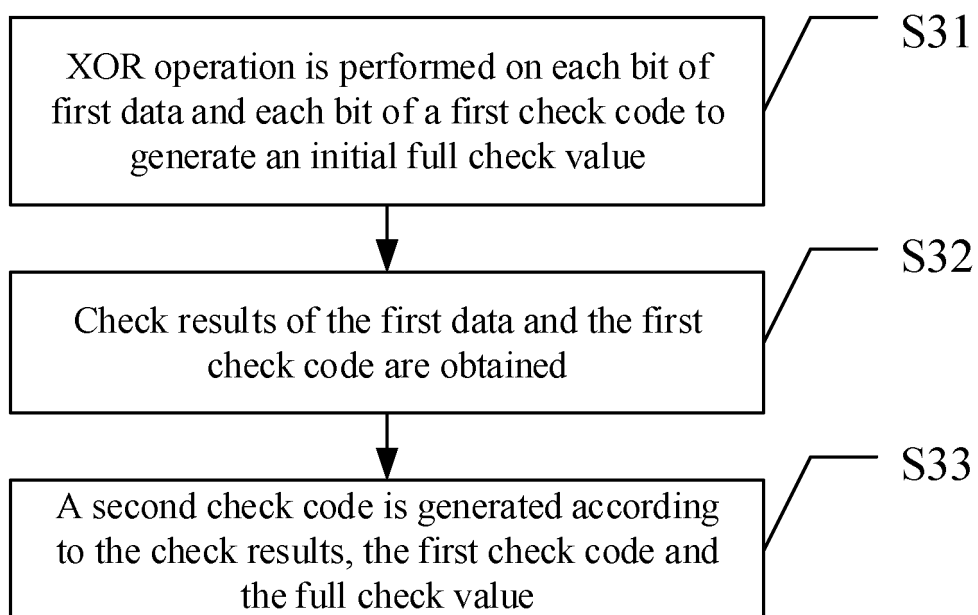 XOR operation is performed on each bit of
first data and each bit of a first check code to
generate an initial full check value
S31
Check results of the first data and the first
check code are obtained
S32
A second check code is generated according
to the check results, the first check code and
the full check value
S33